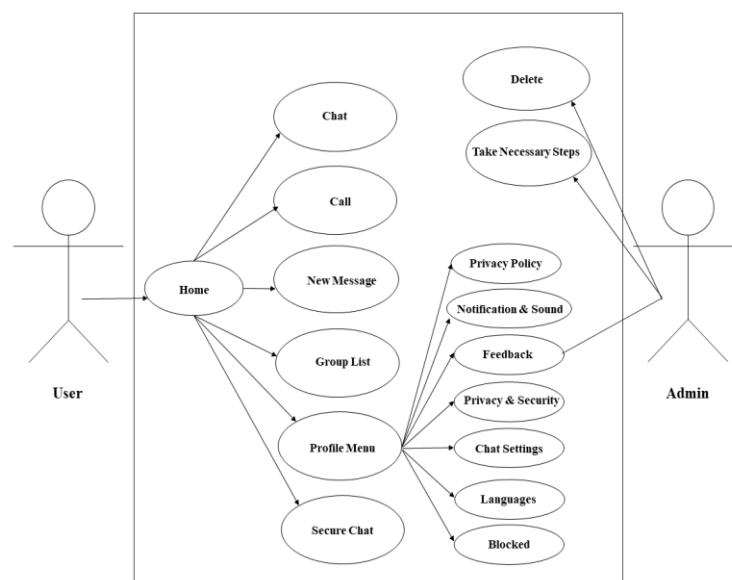 Delete
Chat
Take Necessary Steps
Call
Privacy Policy
New Message
Home
Notification & Sound
Feedback
Group List
User
Admin
Privacy & Security
Profile Menu
Chat Settings
Languages
Secure Chat
Blocked